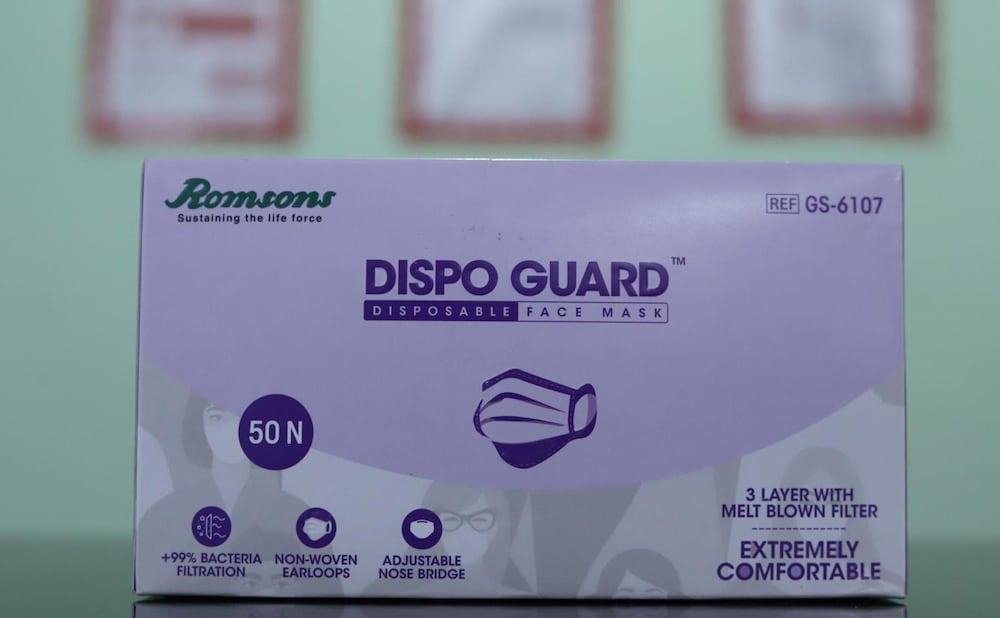 Romsons
Sustaining the life force
REF GS-6107
DISPO GUARD™
DISPOSABLE FACE MASK
50 N
+99% BACTERIA
FILTRATION
NON-WOVEN
EARLOOPS
ADJUSTABLE
NOSE BRIDGE
3 LAYER WITH
MELT BLOWN FILTER
EXTREMELY
COMFORTABLE